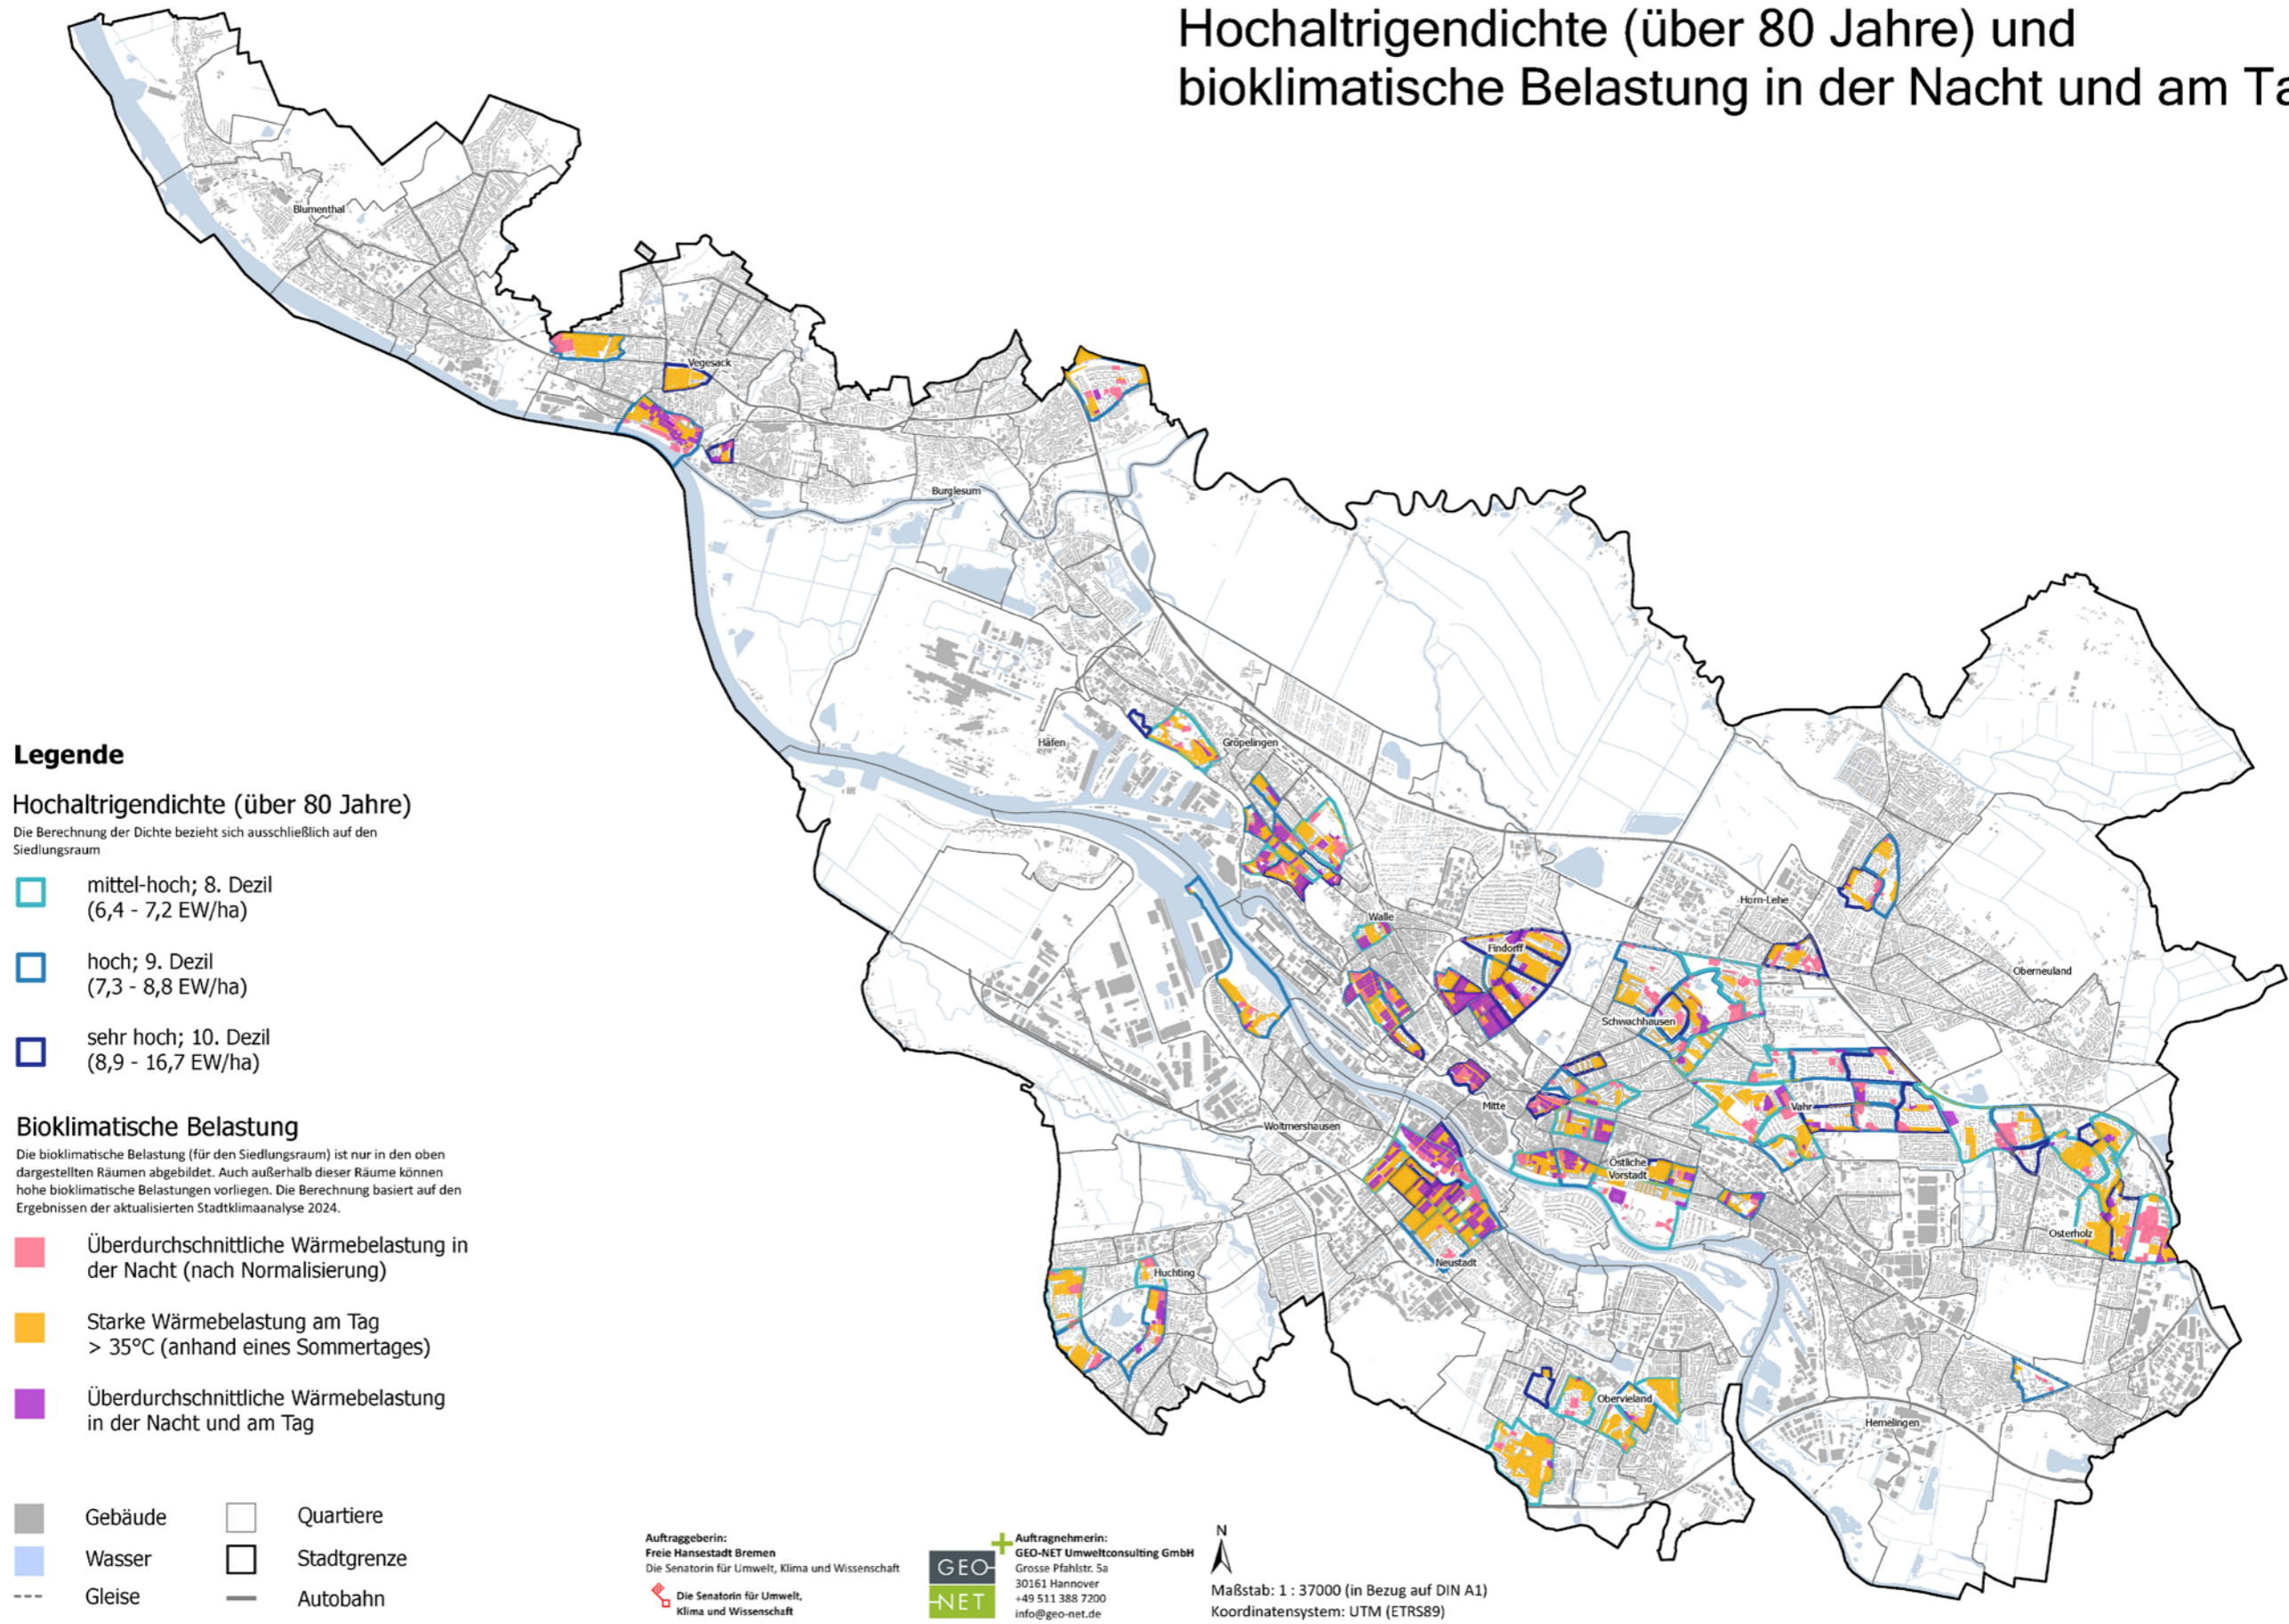 Hochaltrigendichte (über 80 Jahre) und
bioklimatische Belastung in der Nacht und am Ta
Blumenthal
Vegesack
Burglesum
Häfen
Gröpelingen
Walle
Findorff
Horn-Lehe
Oberneuland
Schwachhausen
Mitte
Vahr
Woltmershausen
Östliche
Vorstadt
Osterholz
Neustadt
Huchting
Obervieland
Hemelingen
Legende
Hochaltrigendichte (über 80 Jahre)
Die Berechnung der Dichte bezieht sich ausschließlich auf den
Siedlungsraum
mittel-hoch; 8. Dezil
(6,4 - 7,2 EW/ha)
hoch; 9. Dezil
(7,3 - 8,8 EW/ha)
sehr hoch; 10. Dezil
(8,9 - 16,7 EW/ha)
Bioklimatische Belastung
Die bioklimatische Belastung (für den Siedlungsraum) ist nur in den oben
dargestellten Räumen abgebildet. Auch außerhalb dieser Räume können
hohe bioklimatische Belastungen vorliegen. Die Berechnung basiert auf den
Ergebnissen der aktualisierten Stadtklimaanalyse 2024.
Überdurchschnittliche Wärmebelastung in
der Nacht (nach Normalisierung)
Starke Wärmebelastung am Tag
> 35°C (anhand eines Sommertages)
Überdurchschnittliche Wärmebelastung
in der Nacht und am Tag
Gebäude
Quartiere
Wasser
Stadtgrenze
Gleise
Autobahn
Auftraggeberin:
Freie Hansestadt Bremen
Die Senatorin für Umwelt, Klima und Wissenschaft
Die Senatorin für Umwelt,
Klima und Wissenschaft
GEO
NET
Auftragnehmerin:
GEO-NET Umweltconsulting GmbH
Grosse Pfahlstr. 5a
30161 Hannover
+49 511 388 7200
info@geo-net.de
N
Maßstab: 1 : 37000 (in Bezug auf DIN A1)
Koordinatensystem: UTM (ETRS89)